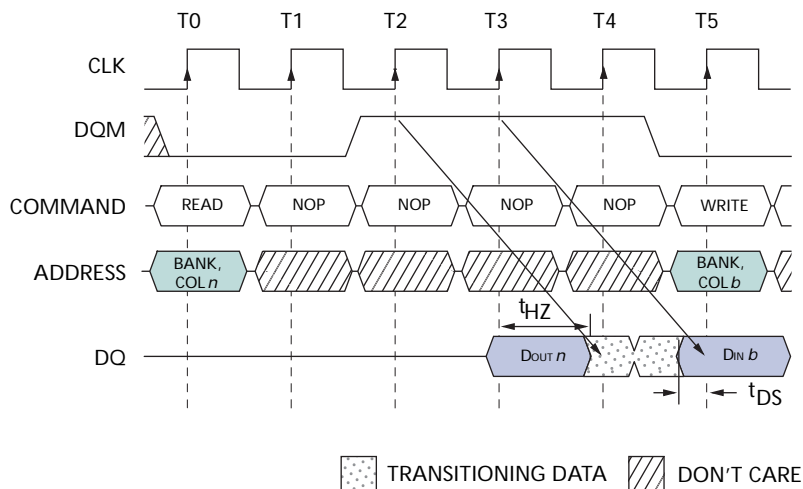 T0 T1 T2 T3 T4 T5
CLK
DQM
COMMAND READ NOP NOP NOP NOP WRITE
ADDRESS BANK, COL n BANK, COL b
tHZ
DQ DOUT n DIN b
tDS
TRANSITIONING DATA DON'T CARE